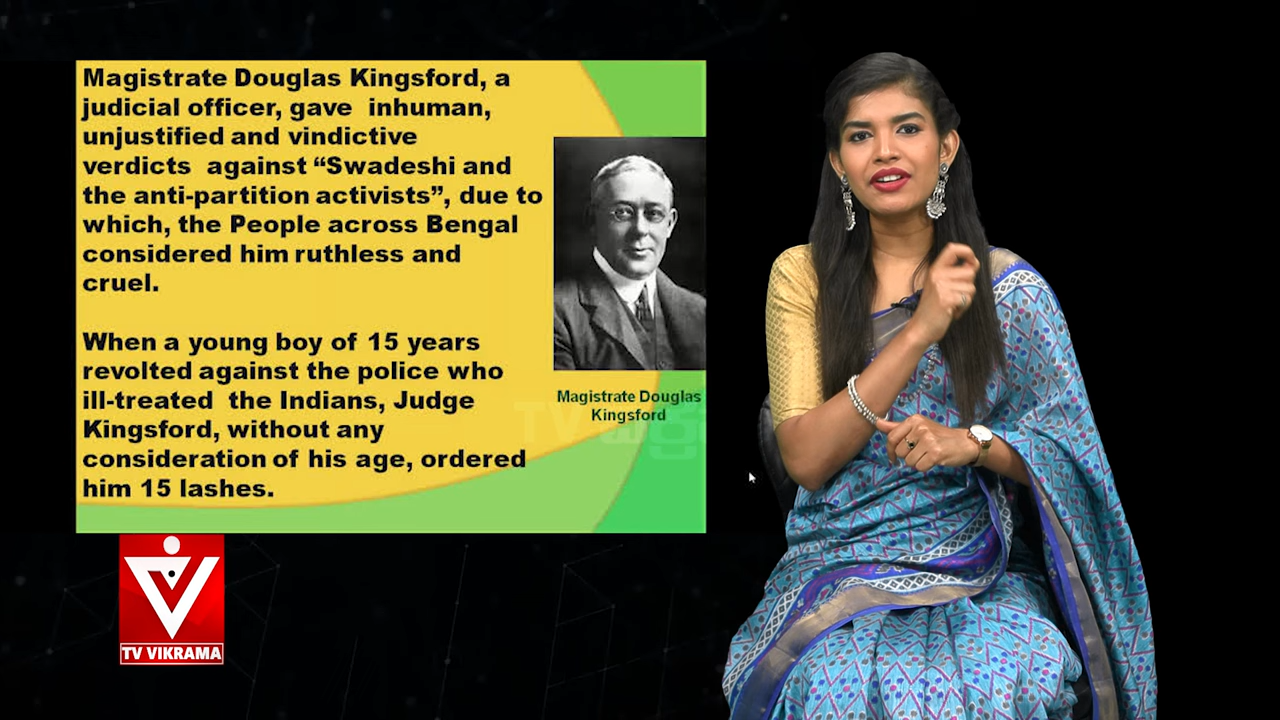 Magistrate Douglas Kingsford, a
judicial officer, gave inhuman,
unjustified and vindictive
verdicts against “Swadeshi and
the anti-partition activists”, due to
which, the People across Bengal
considered him ruthless and
cruel.
When a young boy of 15 years
revolted against the police who
ill-treated the Indians, Judge
Kingsford, without any
consideration of his age, ordered
him 15 lashes.
Magistrate Douglas
Kingsford
TV
TV VIKRAMA